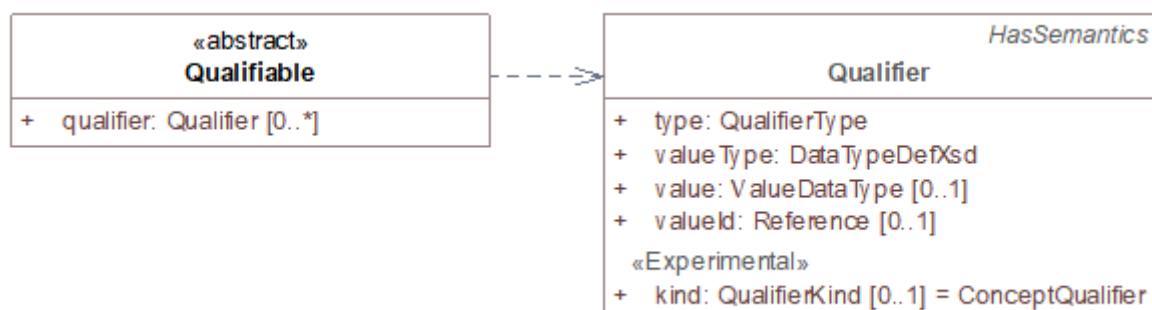 «abstract»
Qualifiable
+ qualifier: Qualifier [0..*]
HasSemantics
Qualifier
+ type: QualifierType
+ valueType: DataTypeDefXsd
+ value: ValueDataType [0..1]
+ valueId: Reference [0..1]
«Experimental»
+ kind: QualifierKind [0..1] = ConceptQualifier